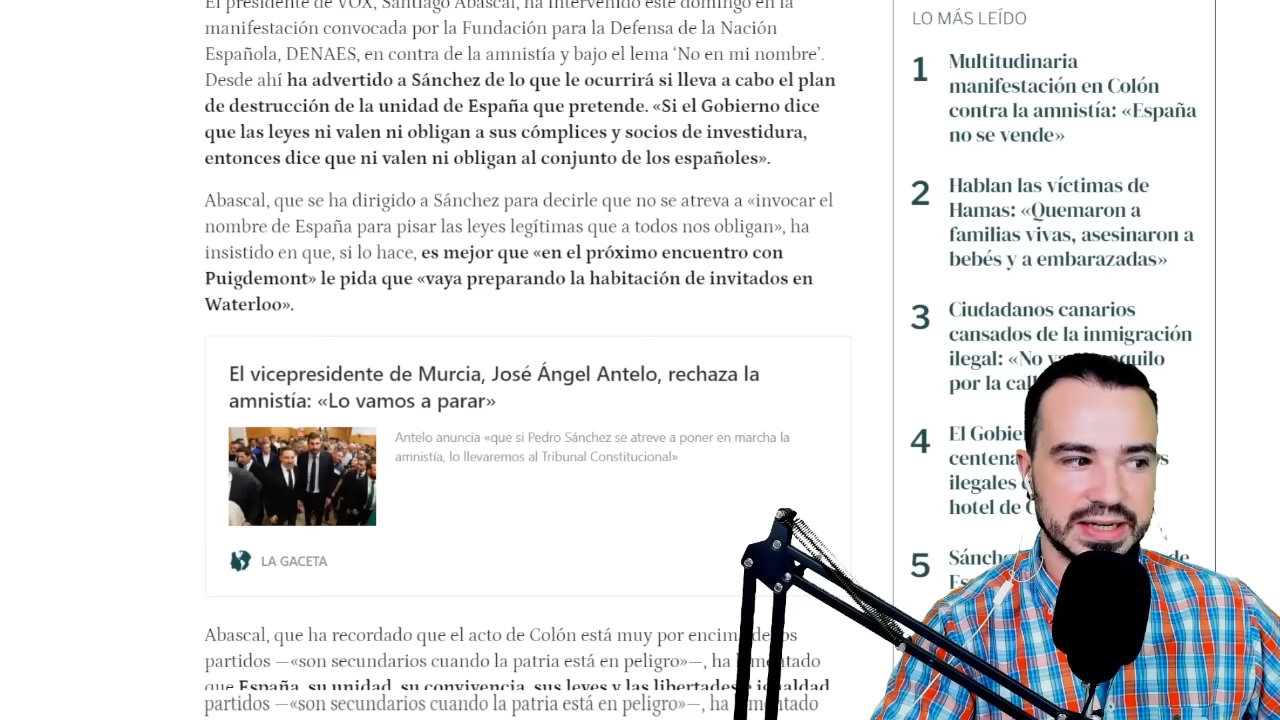 El presidente de VOX, Santiago Abascal, ha intervenido este domingo en la
manifestación convocada por la Fundación para la Defensa de la Nación
Española, DENAES, en contra de la amnistía y bajo el lema ‘No en mi nombre’.
Desde ahí ha advertido a Sánchez de lo que le ocurrirá si lleva a cabo el plan
de destrucción de la unidad de España que pretende. «Si el Gobierno dice
que las leyes ni valen ni obligan a sus cómplices y socios de investidura,
entonces dice que ni valen ni obligan al conjunto de los españoles».
Abascal, que se ha dirigido a Sánchez para decirle que no se atreva a «invocar el
nombre de España para pisar las leyes legítimas que a todos nos obligan», ha
insistido en que, si lo hace, es mejor que «en el próximo encuentro con
Puigdemont» le pida que «vaya preparando la habitación de invitados en
Waterloo».
El vicepresidente de Murcia, José Ángel Antelo, rechaza la
amnistía: «Lo vamos a parar»
Antelo anuncia «que si Pedro Sánchez se atreve a poner en marcha la
amnistía, lo llevaremos al Tribunal Constitucional»
LA GACETA
Abascal, que ha recordado que el acto de Colón está muy por encima de los
partidos —«son secundarios cuando la patria está en peligro»—, ha
que España, su unidad, su convivencia, sus leyes y las libertades e igualdad
partidos —«son secundarios cuando la patria está en peligro»—, ha
LO MÁS LEÍDO
1 Multitudinaria
manifestación en Colón
contra la amnistía: «España
no se vende»
2 Hablan las víctimas de
Hamas: «Quemaron a
familias vivas, asesinaron a
bebés y a embarazadas»
3 Ciudadanos canarios
cansados de la inmigración
ilegal: «No
por la
4 El
ilegales
hotel de
5